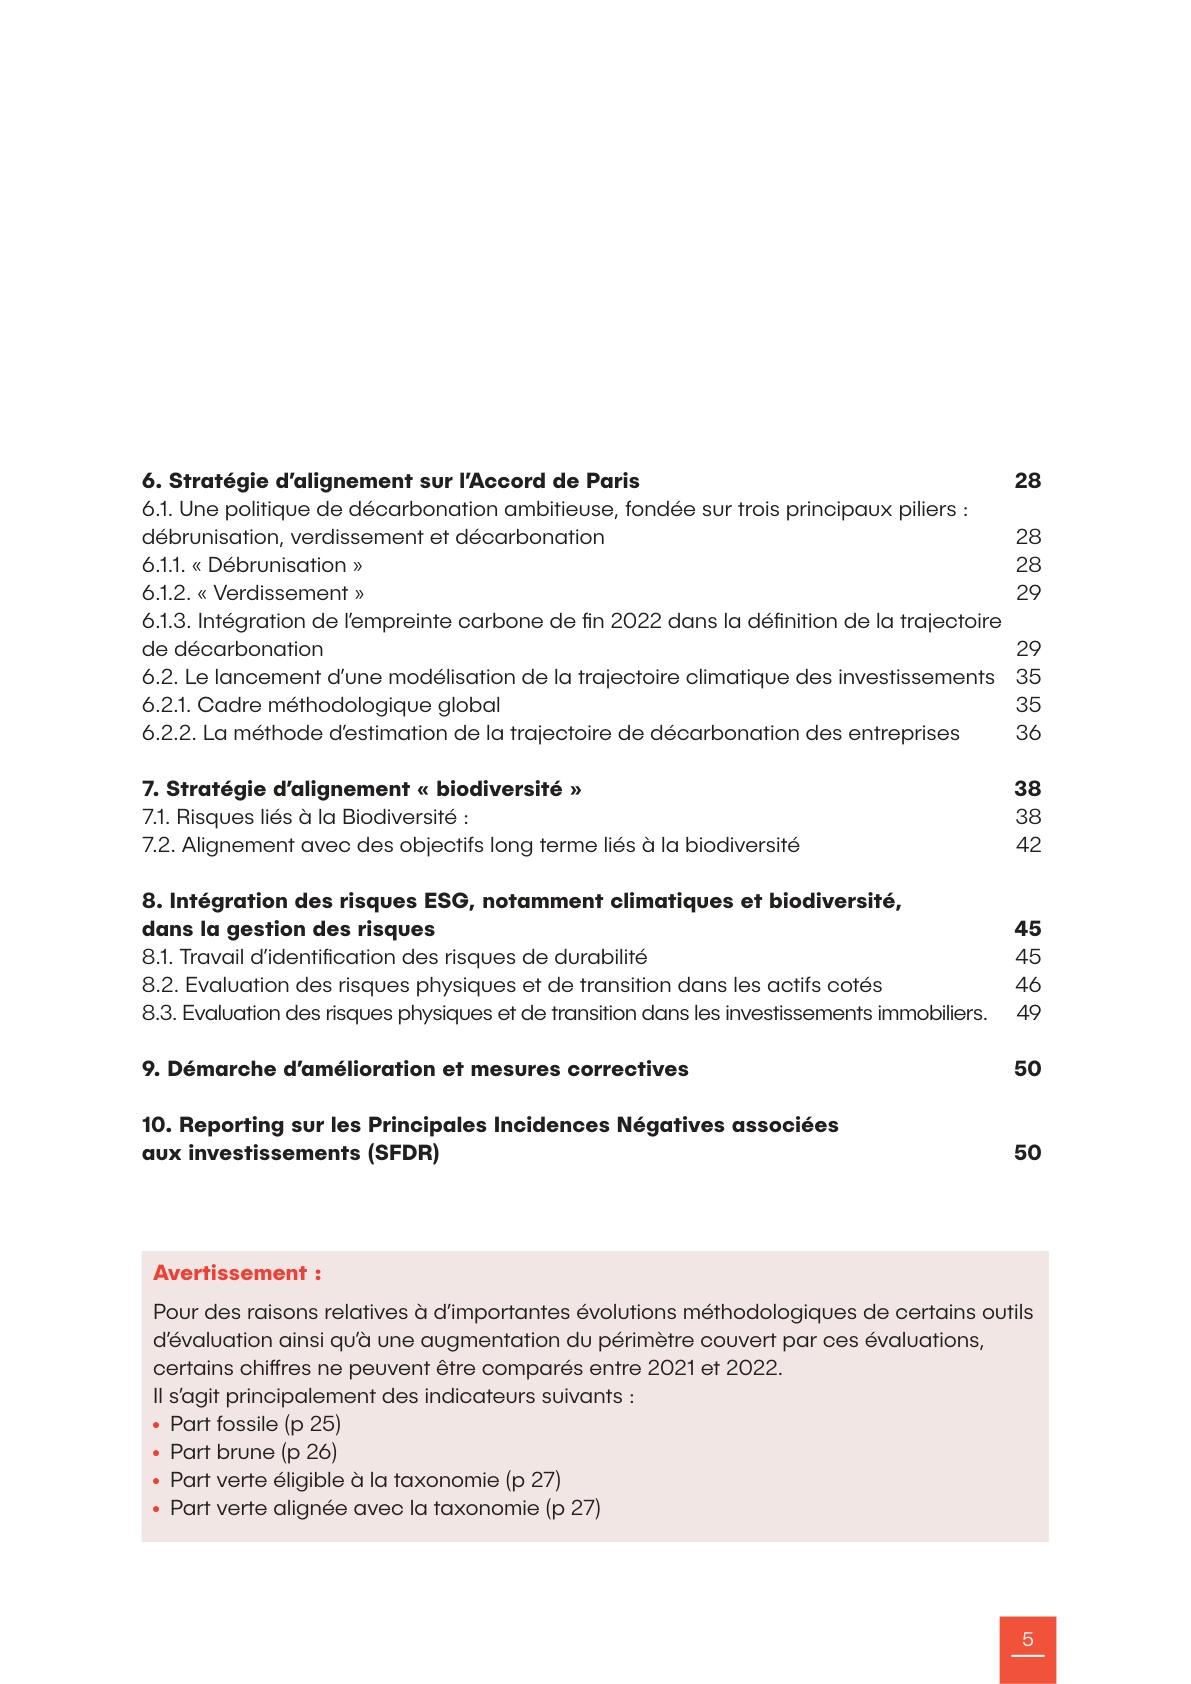 6. Stratégie d’alignement sur l’Accord de Paris 28
6.1. Une politique de décarbonation ambitieuse, fondée sur trois principaux piliers :
débrunisation, verdissement et décarbonation 28
6.1.1. « Débrunisation » 28
6.1.2. « Verdissement » 29
6.1.3. Intégration de l’empreinte carbone de fin 2022 dans la définition de la trajectoire
de décarbonation 29
6.2. Le lancement d’une modélisation de la trajectoire climatique des investissements 35
6.2.1. Cadre méthodologique global 35
6.2.2. La méthode d’estimation de la trajectoire de décarbonation des entreprises 36
7. Stratégie d’alignement « biodiversité » 38
7.1. Risques liés à la Biodiversité : 38
7.2. Alignement avec des objectifs long terme liés à la biodiversité 42
8. Intégration des risques ESG, notamment climatiques et biodiversité,
dans la gestion des risques 45
8.1. Travail d’identification des risques de durabilité 45
8.2. Evaluation des risques physiques et de transition dans les actifs cotés 46
8.3. Evaluation des risques physiques et de transition dans les investissements immobiliers. 49
9. Démarche d’amélioration et mesures correctives 50
10. Reporting sur les Principales Incidences Négatives associées
aux investissements (SFDR) 50
Avertissement :
Pour des raisons relatives à d’importantes évolutions méthodologiques de certains outils
d’évaluation ainsi qu’à une augmentation du périmètre couvert par ces évaluations,
certains chiffres ne peuvent être comparés entre 2021 et 2022.
Il s’agit principalement des indicateurs suivants :
• Part fossile (p 25)
• Part brune (p 26)
• Part verte éligible à la taxonomie (p 27)
• Part verte alignée avec la taxonomie (p 27)
5